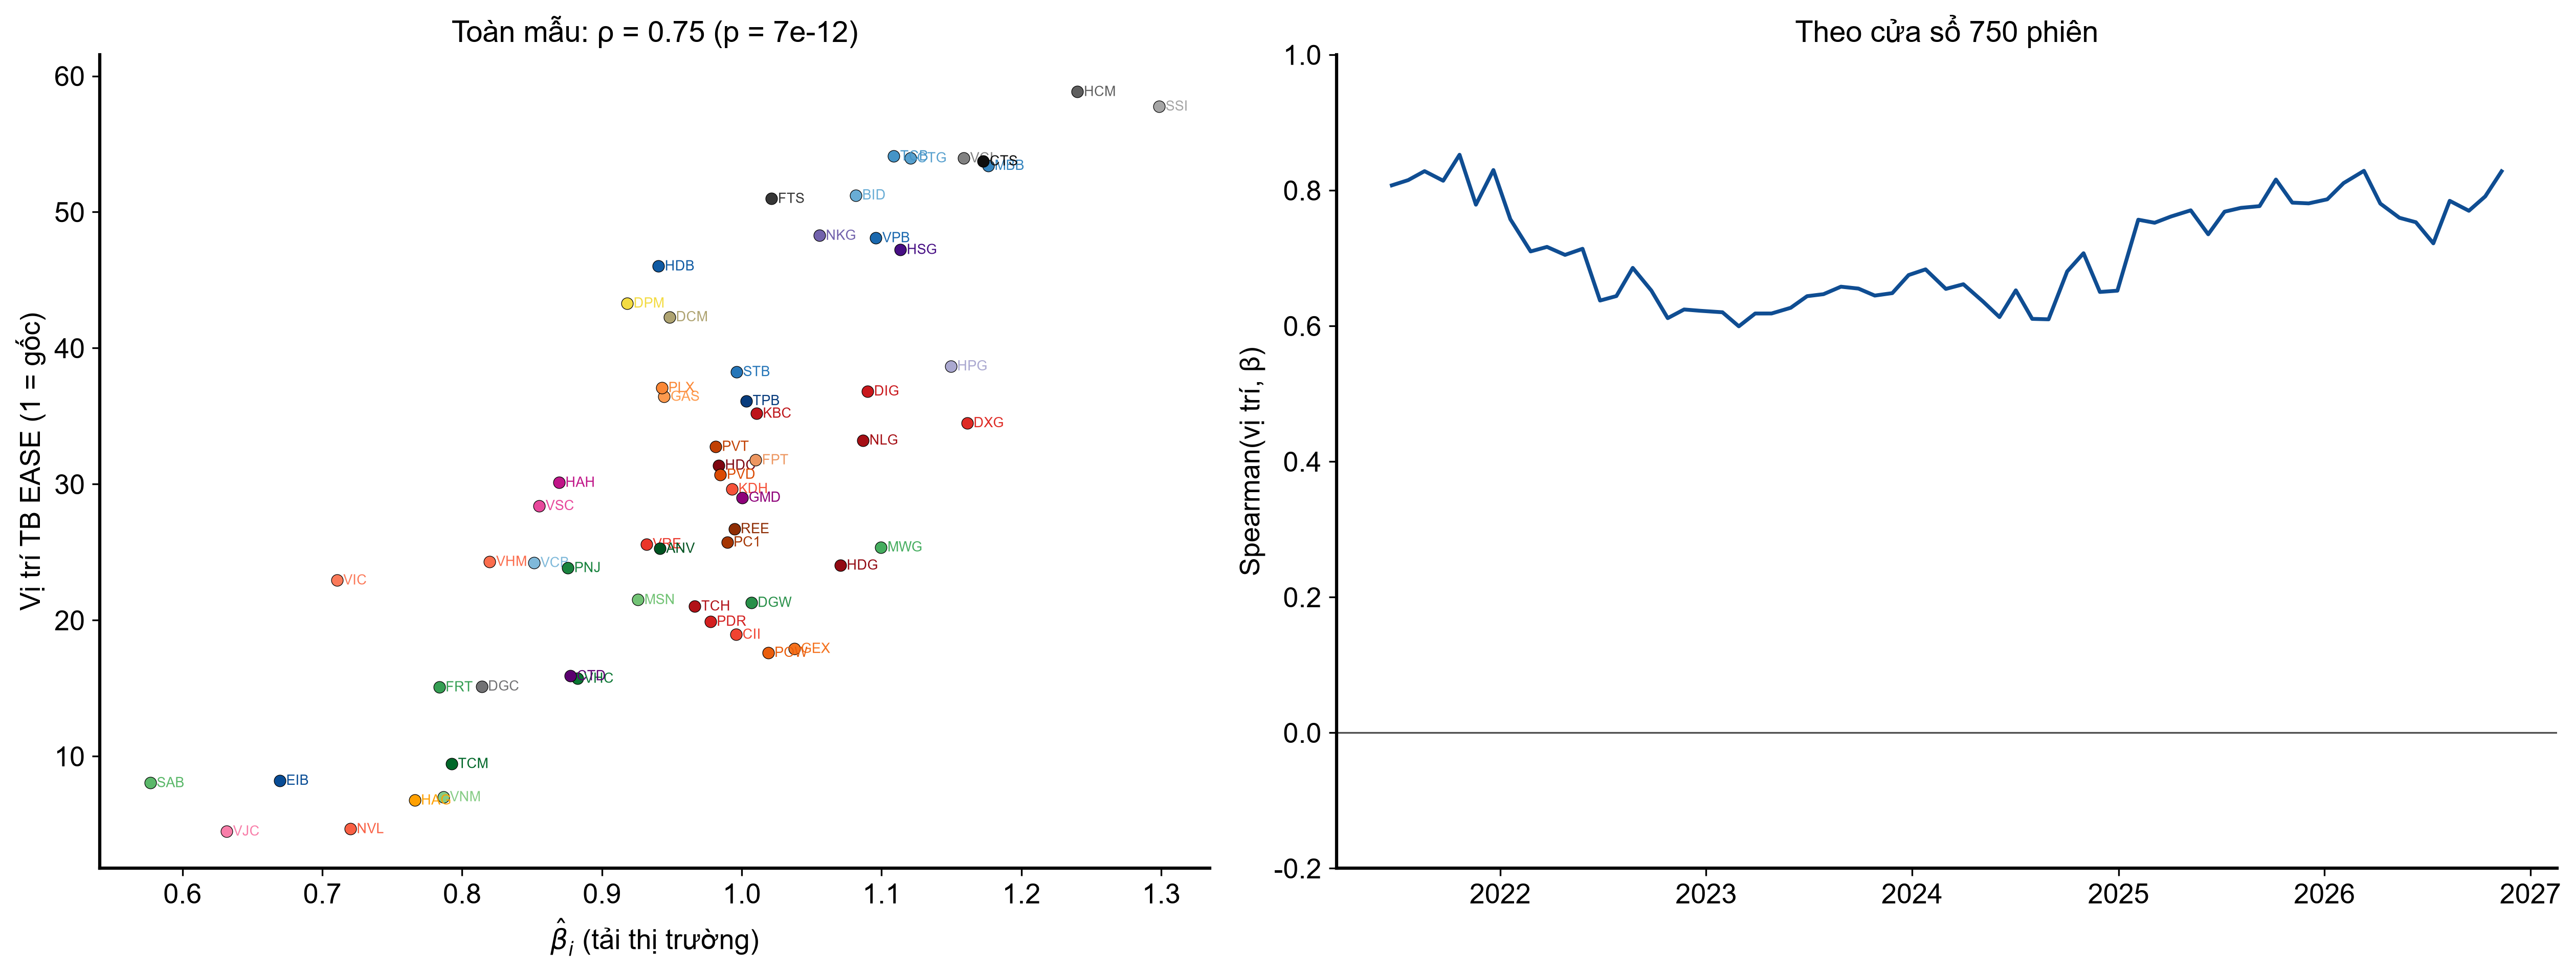 Toàn mẫu: ρ = 0.75 (p = 7e-12)
Vị trí TB EASE (1 = gốc)
60
50
40
30
20
10
HCM
SSI
CTG
CTS
MBB
BID
FTS
NKG
VPB
HSG
HDB
DPM
DCM
HPG
STB
PLX
GAS
DIG
TPB
KBC
DXG
NLG
PVT
FPT
PVD
HAH
KDH
GMD
VSC
REE
PC1
VRE
ANV
MWG
VHM
VCB
PNJ
HDG
VIC
MSN
DGW
TCH
PDR
CII
GEX
POW
CTD
VHC
FRT
DGC
TCM
SAB
EIB
HAG
VNM
VJC
NVL
0.6 0.7 0.8 0.9 1.0 1.1 1.2 1.3
β̂i (tải thị trường)
Theo cửa sổ 750 phiên
Spearman(vị trí, β)
1.0
0.8
0.6
0.4
0.2
0.0
-0.2
2022 2023 2024 2025 2026 2027